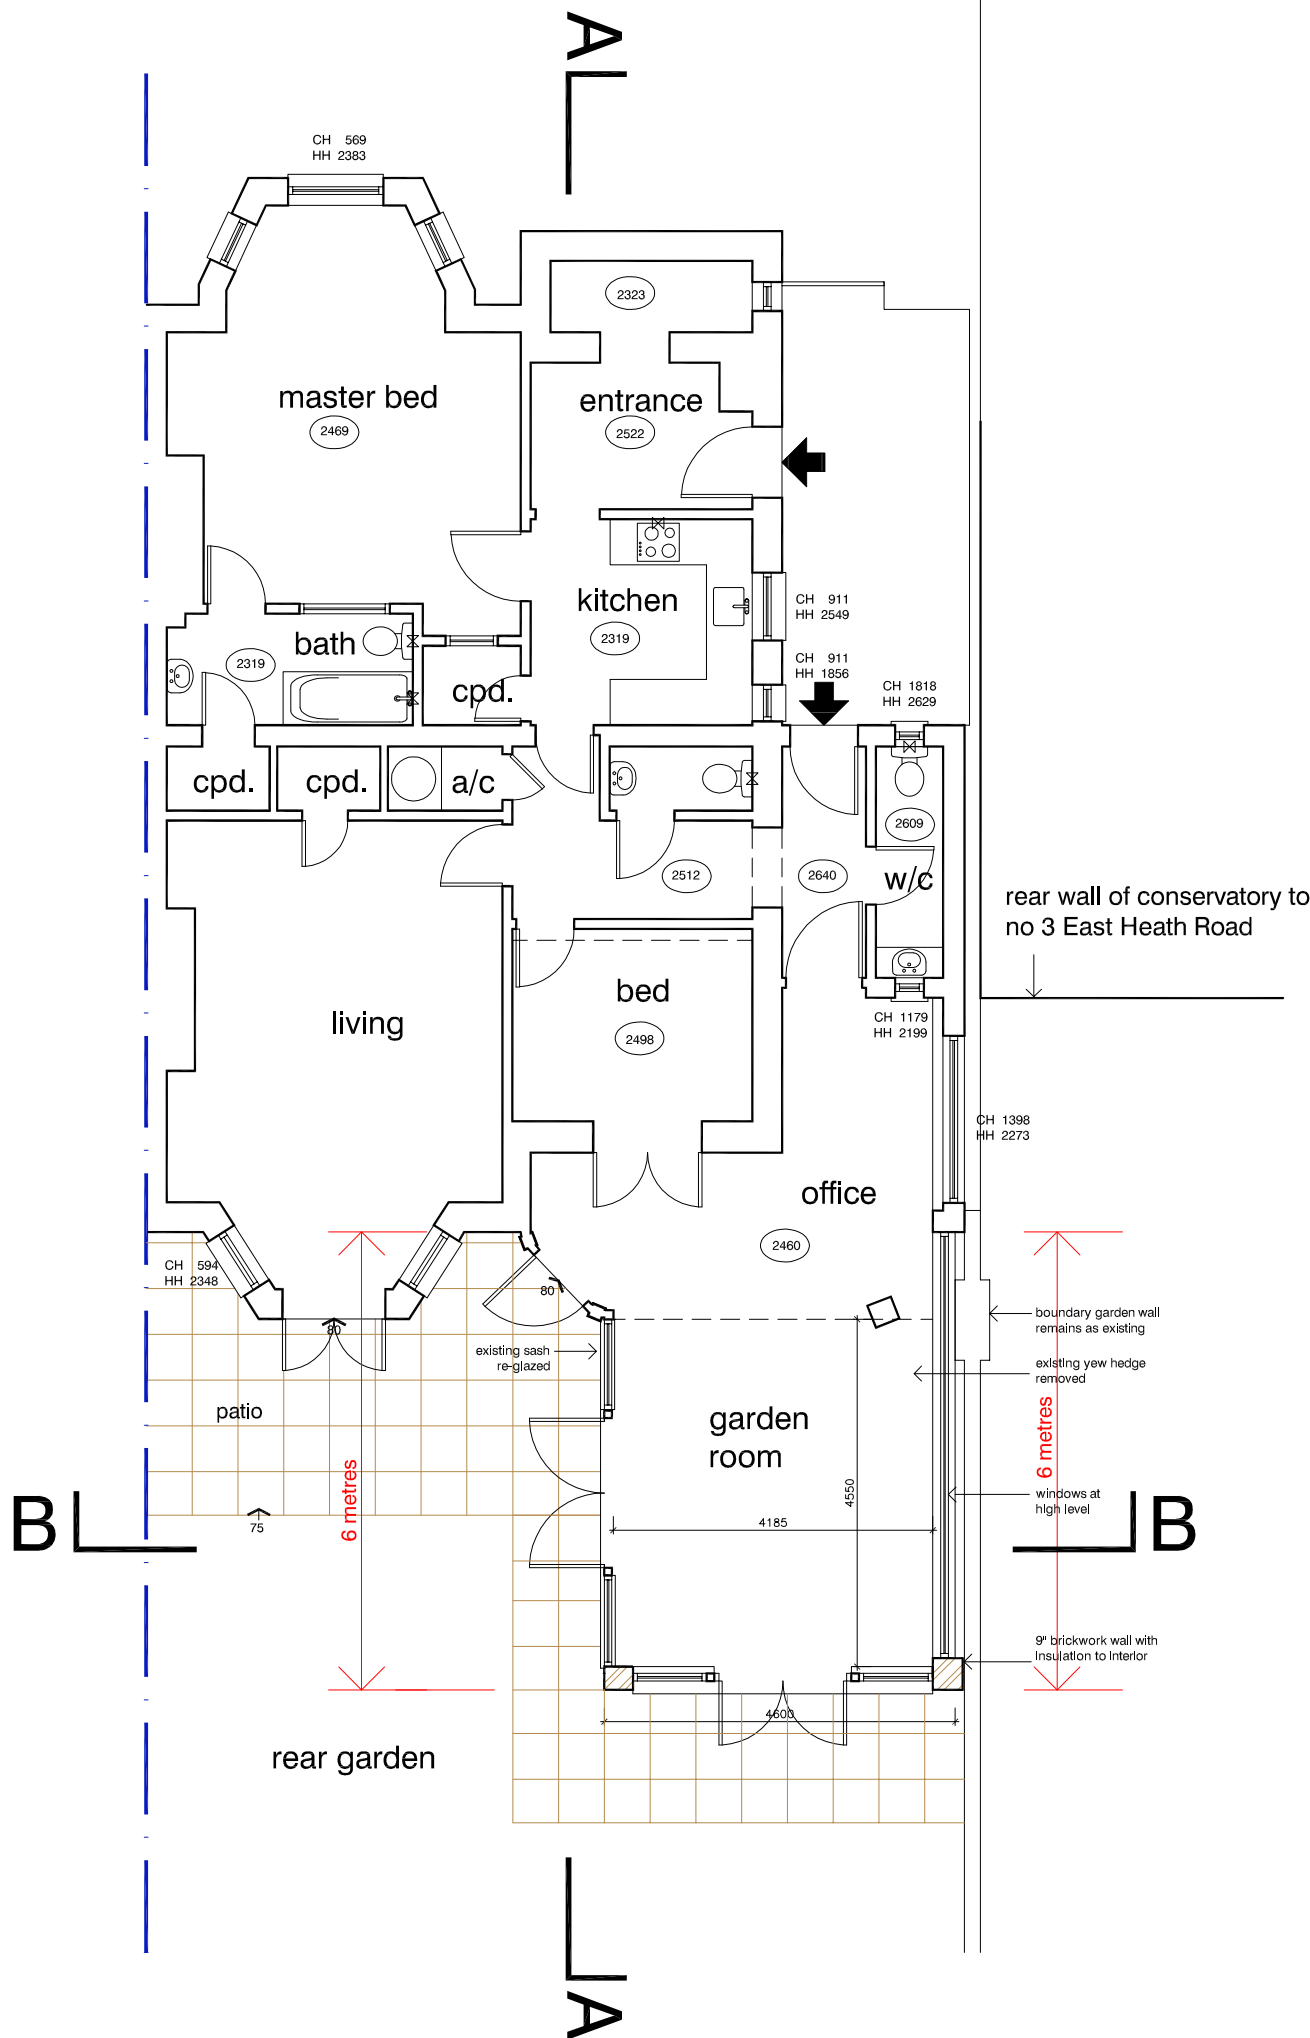 A
CH 569
HH 2383
2323
master bed
2469
entrance
2522
kitchen
2319
CH 911
HH 2549
CH 911
HH 1856
bath
2319
cpd.
CH 1818
HH 2629
cpd.
cpd.
a/c
2609
2512
2640
w/c
rear wall of conservatory to
no 3 East Heath Road
bed
2498
living
CH 1179
HH 2199
CH 1398
HH 2273
office
2460
CH 594
HH 2348
80
80
boundary garden wall
remains as existing
existing sash
re-glazed
existing yew hedge
removed
patio
garden
room
6 metres
6 metres
4550
4185
windows at
high level
75
B
B
9" brickwork wall with
insulation to interior
4600
rear garden
A